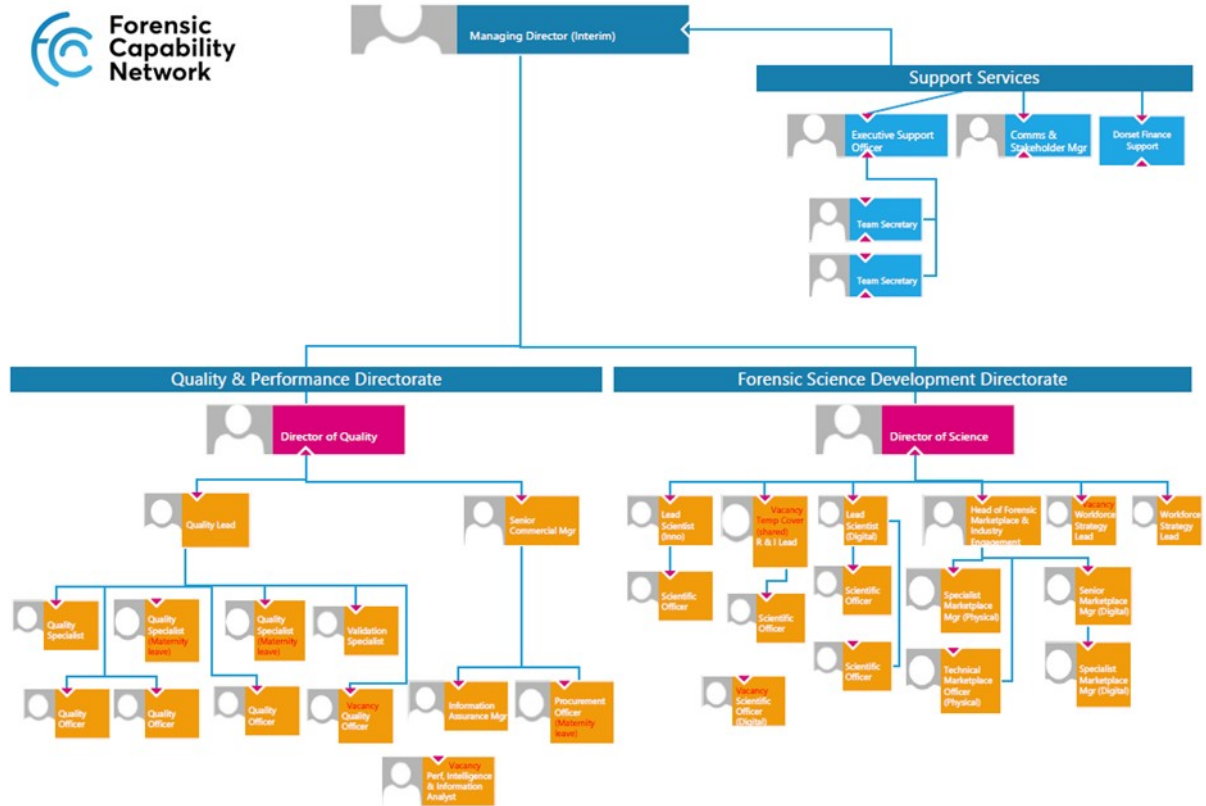 Forensic
Capability
Network
Managing Director (Interim)
Support Services
Executive Support
Officer
Comms &
Stakeholder Mgr
Dorset Finance
Support
Team Secretary
Team Secretary
Quality & Performance Directorate
Forensic Science Development Directorate
Director of Quality
Director of Science
Quality Lead
Senior
Commercial Mgr
Lead
Scientist
(Inno)
Vacancy
Temp Cover
(shared)
R & I Lead
Lead
Scientist
(Digital)
Head of Forensic
Marketplace &
Industry
Engagement
Vacancy
Workforce
Strategy
Lead
Workforce
Strategy
Lead
Quality
Specialist
Quality
Specialist
(Maternity
leave)
Quality
Specialist
(Maternity
leave)
Validation
Specialist
Scientific
Officer
Scientific
Officer
Scientific
Officer
Specialist
Marketplace
Mgr (Physical)
Senior
Marketplace
Mgr (Digital)
Quality
Officer
Quality
Officer
Quality
Officer
Vacancy
Quality
Officer
Information
Assurance Mgr
Procurement
Officer
(Maternity
leave)
Vacancy
Scientific
Officer
(Digital)
Scientific
Officer
Technical
Marketplace
Officer
(Physical)
Specialist
Marketplace
Mgr (Digital)
Vacancy
Perf, Intelligence
& Information
Analyst